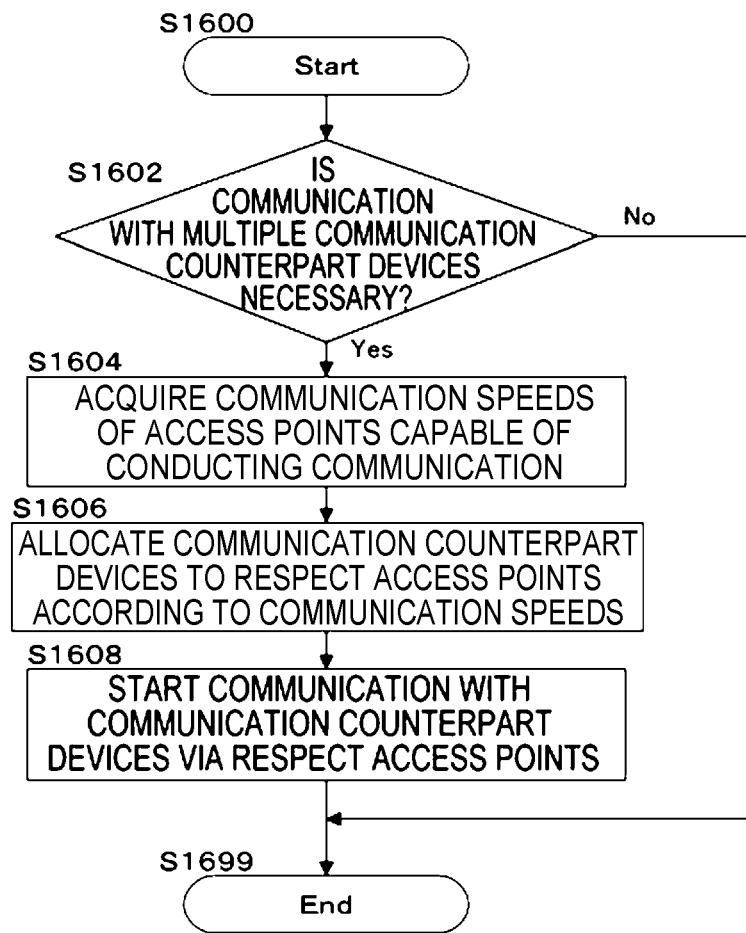 S1600
Start
S1602
IS
COMMUNICATION
WITH MULTIPLE COMMUNICATION
COUNTERPART DEVICES
NECESSARY?
No
Yes
S1604
ACQUIRE COMMUNICATION SPEEDS
OF ACCESS POINTS CAPABLE OF
CONDUCTING COMMUNICATION
S1606
ALLOCATE COMMUNICATION COUNTERPART
DEVICES TO RESPECT ACCESS POINTS
ACCORDING TO COMMUNICATION SPEEDS
S1608
START COMMUNICATION WITH
COMMUNICATION COUNTERPART
DEVICES VIA RESPECT ACCESS POINTS
S1699
End